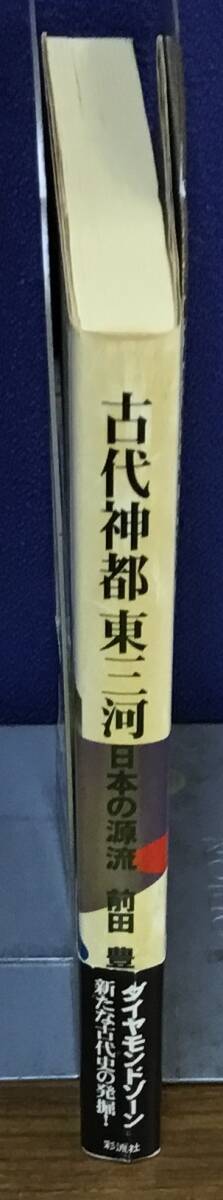 古代神都 東三河
日本の源流 前田 豊
ダイヤモンドゾーン
新たな古代史の発掘!
彩流社